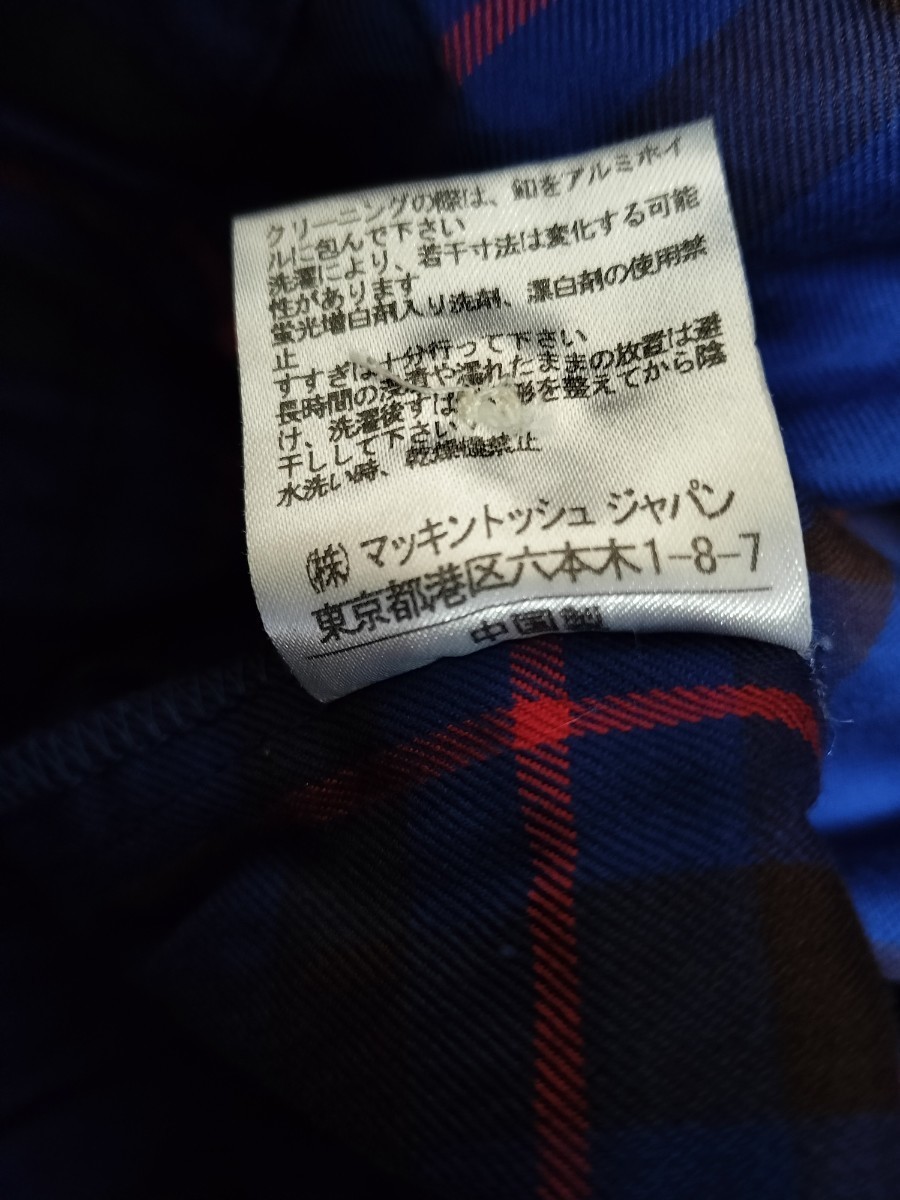 クリーニングの際は、釦をアルミホイ
ルに包んで下さい
洗濯により、若干寸法は変化する可能
性があります
蛍光増白剤入り洗剤、漂白剤の使用禁
止
すすぎは十分行って下さい
長時間の浸漬や濡れたままの放置は避
け、洗濯後すぱ 形を整えてから陰
干しして下さい
水洗い時、乾燥機禁止
㈱ マッキントッシュ ジャパン
東京都港区六本木1-8-7
中国製